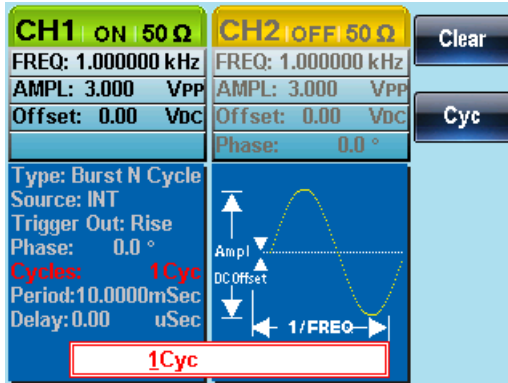 CH1 ON 50 Ω
FREQ: 1.000000 kHz
AMPL: 3.000 VPP
Offset: 0.00 VDC
CH2 OFF 50 Ω
FREQ: 1.000000 kHz
AMPL: 3.000 VPP
Offset: 0.00 VDC
Phase: 0.0 °
Clear
Cyc
Type: Burst N Cycle
Source: INT
Trigger Out: Rise
Phase: 0.0 °
Cycles: 1Cyc
Period:10.0000mSec
Delay:0.00 uSec
Ampl
DC Offset
1/FREQ
1Cyc